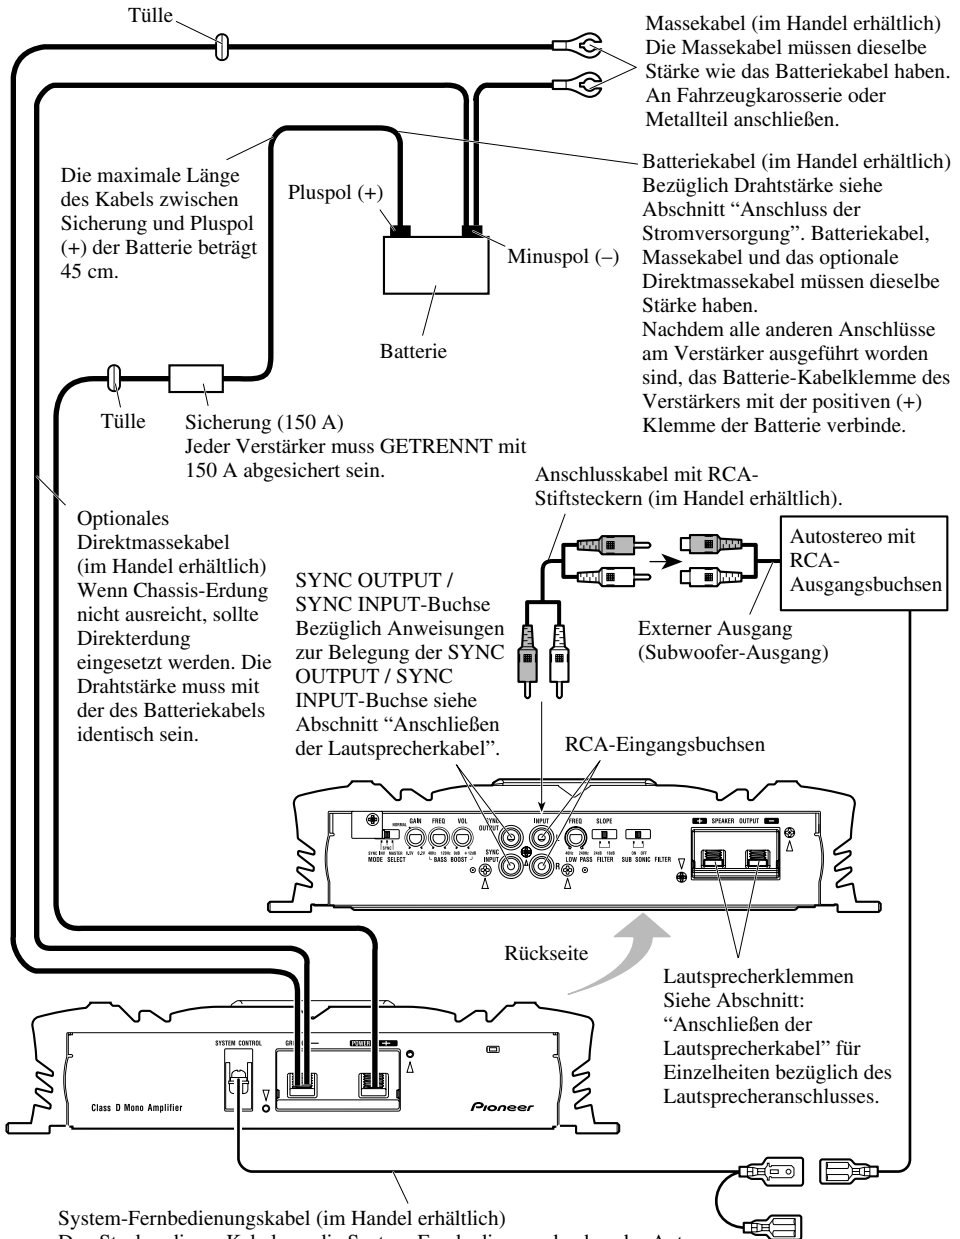 Tülle
Massekabel (im Handel erhältlich)
Die Massekabel müssen dieselbe
Stärke wie das Batteriekabel haben.
An Fahrzeugkarosserie oder
Metallteil anschließen.
Die maximale Länge
des Kabels zwischen
Sicherung und Pluspol
(+) der Batterie beträgt
45 cm.
Pluspol (+)
Minuspol (–)
Batterie
Batteriekabel (im Handel erhältlich)
Bezüglich Drahtstärke siehe
Abschnitt “Anschluss der
Stromversorgung”. Batteriekabel,
Massekabel und das optionale
Direktmassekabel müssen dieselbe
Stärke haben.
Nachdem alle anderen Anschlüsse
am Verstärker ausgeführt worden
sind, das Batterie-Kabelklemme des
Verstärkers mit der positiven (+)
Klemme der Batterie verbinde.
Tülle
Sicherung (150 A)
Jeder Verstärker muss GETRENNT mit
150 A abgesichert sein.
Optionales
Direktmassekabel
(im Handel erhältlich)
Wenn Chassis-Erdung
nicht ausreicht, sollte
Direkterdung
eingesetzt werden. Die
Drahtstärke muss mit
der des Batteriekabels
identisch sein.
Anschlusskabel mit RCA-
Stiftsteckern (im Handel erhältlich).
Autostereo mit
RCA-
Ausgangsbuchsen
Externer Ausgang
(Subwoofer-Ausgang)
SYNC OUTPUT /
SYNC INPUT-Buchse
Bezüglich Anweisungen
zur Belegung der SYNC
OUTPUT / SYNC
INPUT-Buchse siehe
Abschnitt “Anschließen
der Lautsprecherkabel”.
RCA-Eingangsbuchsen
NORMAL GAIN FREQ VOL SYNC OUTPUT INPUT FREQ SLOPE SPEAKER OUTPUT
MODE SELECT BASS BOOST SYNC INPUT R LOW PASS FILTER ON OFF SUB SONIC FILTER
Rückseite
Lautsprecherklemmen
Siehe Abschnitt:
“Anschließen der
Lautsprecherkabel” für
Einzelheiten bezüglich des
Lautsprecheranschlusses.
SYSTEM CONTROL
POWER
Class D Mono Amplifier
Pioneer
System-Fernbedienungskabel (im Handel erhältlich)